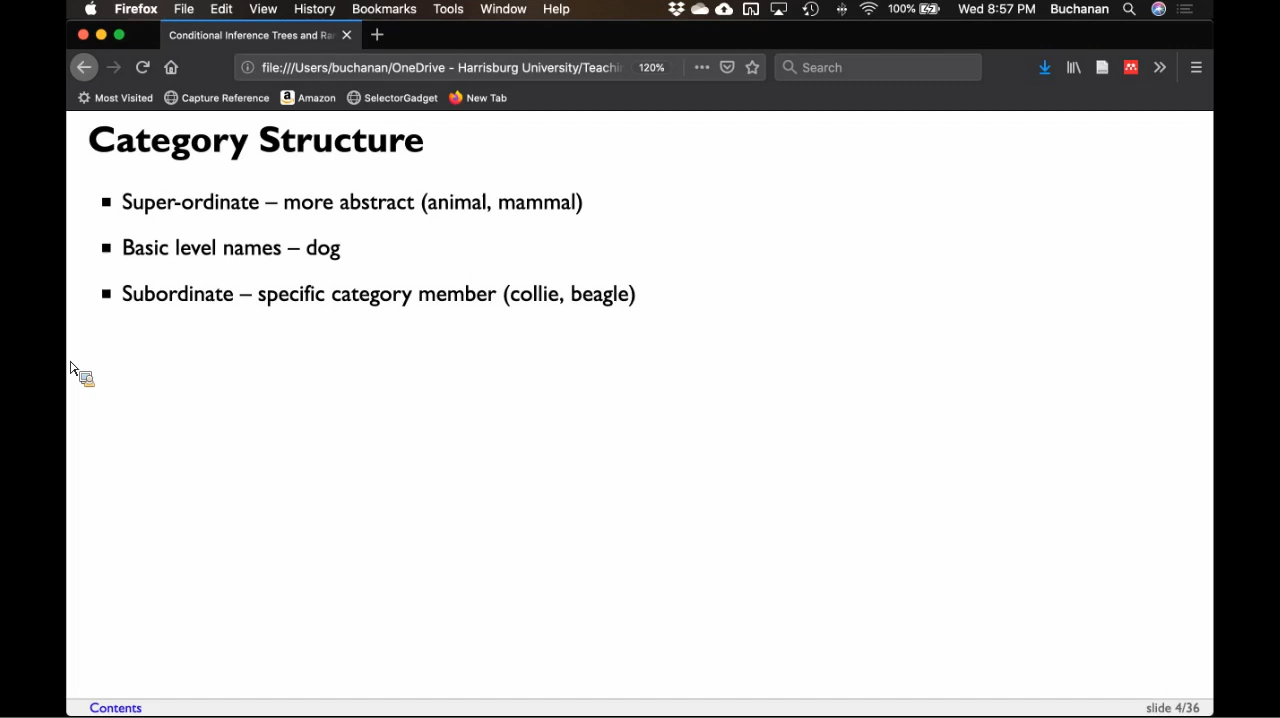 Firefox File Edit View History Bookmarks Tools Window Help 100% Wed 8:57 PM Buchanan
Conditional Inference Trees and Ra
file:///Users/buchanan/OneDrive - Harrisburg University/Teachi 120% Search
Most Visited Capture Reference Amazon SelectorGadget New Tab
Category Structure
Super-ordinate – more abstract (animal, mammal)
Basic level names – dog
Subordinate – specific category member (collie, beagle)
Contents slide 4/36